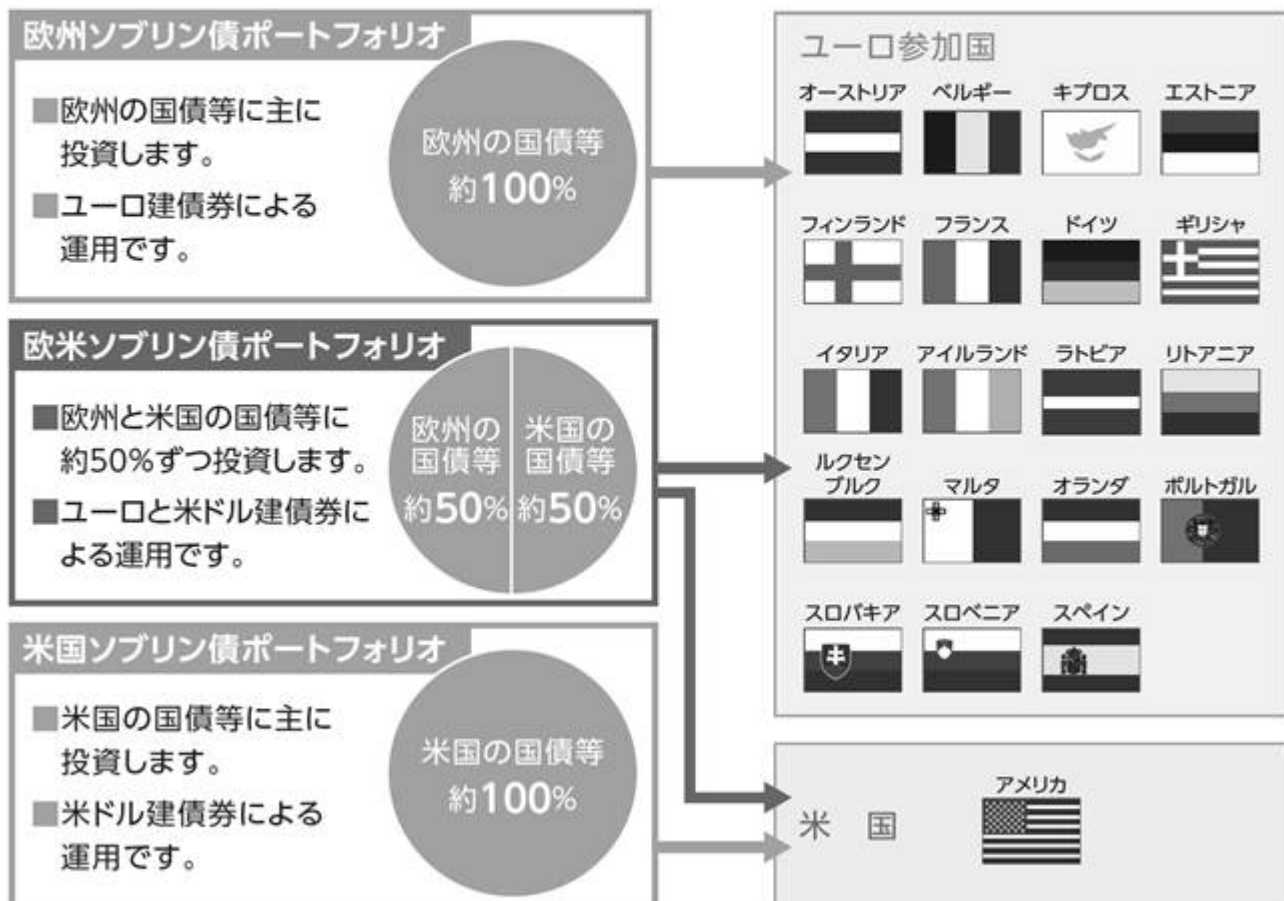 欧州ソブリン債ポートフォリオ
■欧州の国債等に主に
投資します。
■ユーロ建債券による
運用です。
欧州の国債等
約100%
欧米ソブリン債ポートフォリオ
■欧州と米国の国債等に
約50%ずつ投資します。
■ユーロと米ドル建債券に
よる運用です。
欧州の
国債等
約50%
米国の
国債等
約50%
米国ソブリン債ポートフォリオ
■米国の国債等に主に
投資します。
■米ドル建債券による
運用です。
米国の国債等
約100%
ユーロ参加国
オーストリア ベルギー キプロス エストニア
フィンランド フランス ドイツ ギリシャ
イタリア アイルランド ラトビア リトアニア
ルクセン
ブルク マルタ オランダ ポルトガル
スロバキア スロベニア スペイン
米 国
アメリカ